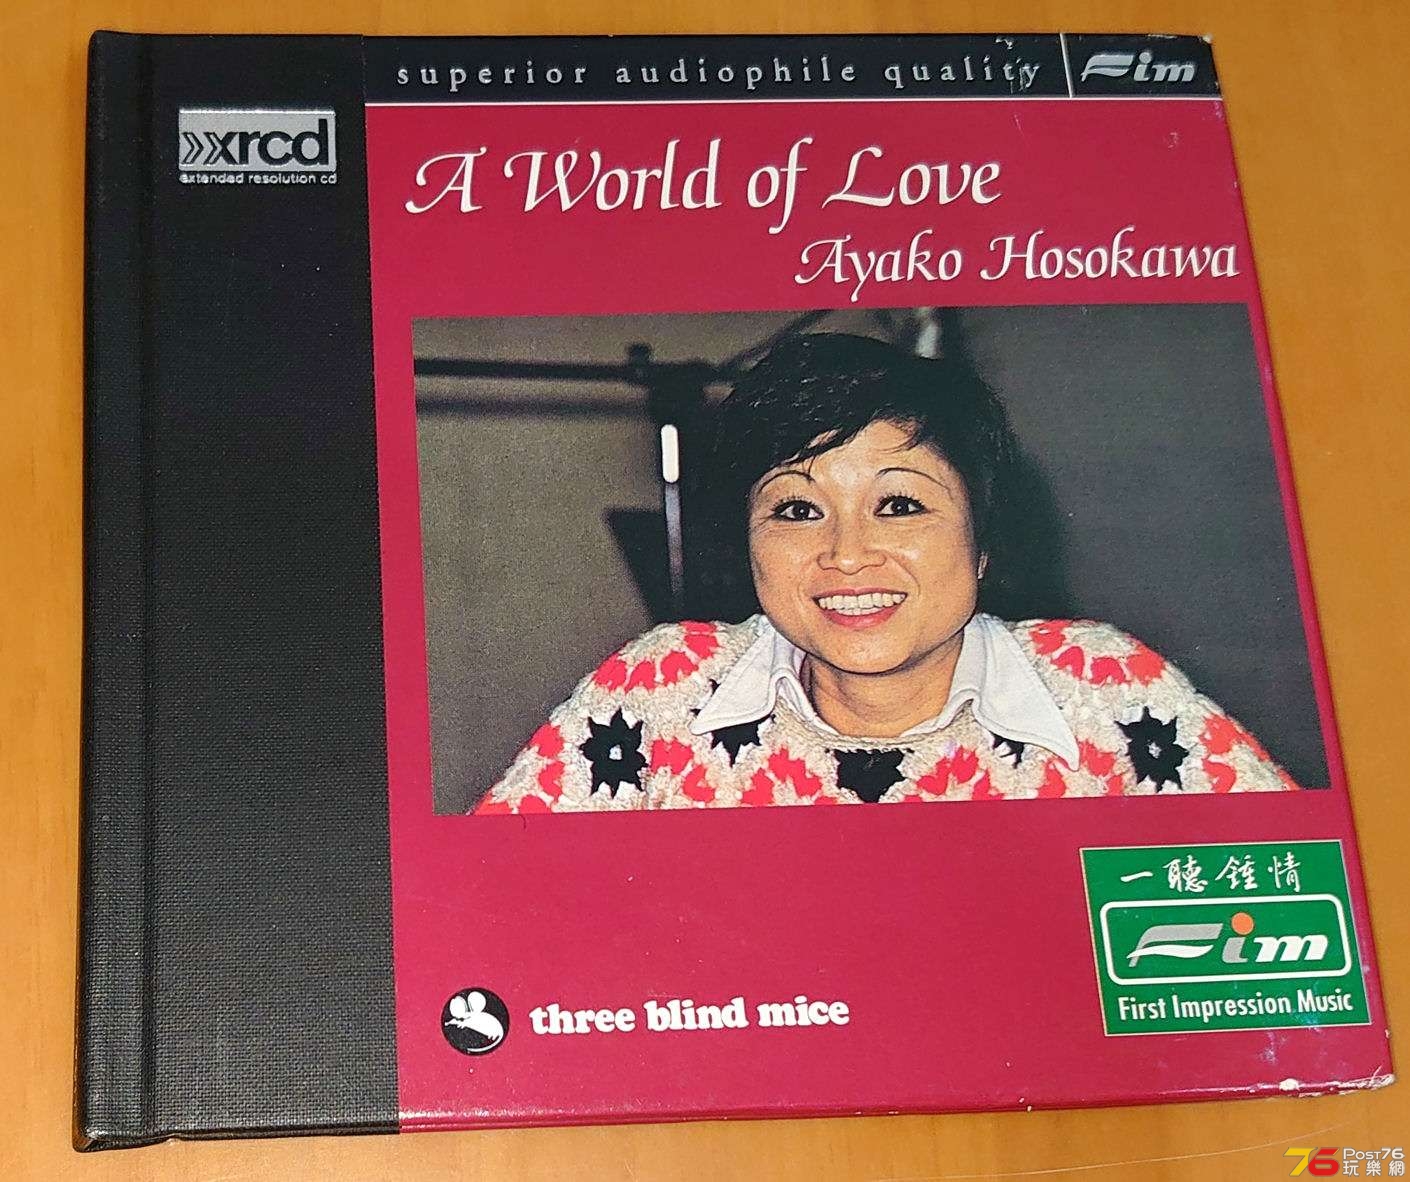 superior audiophile quality
Fim
xrcd
extended resolution cd
A World of Love
Ayako Hosokawa
一聽鍾情
Fim
First Impression Music
three blind mice
76 Post76
玩樂網